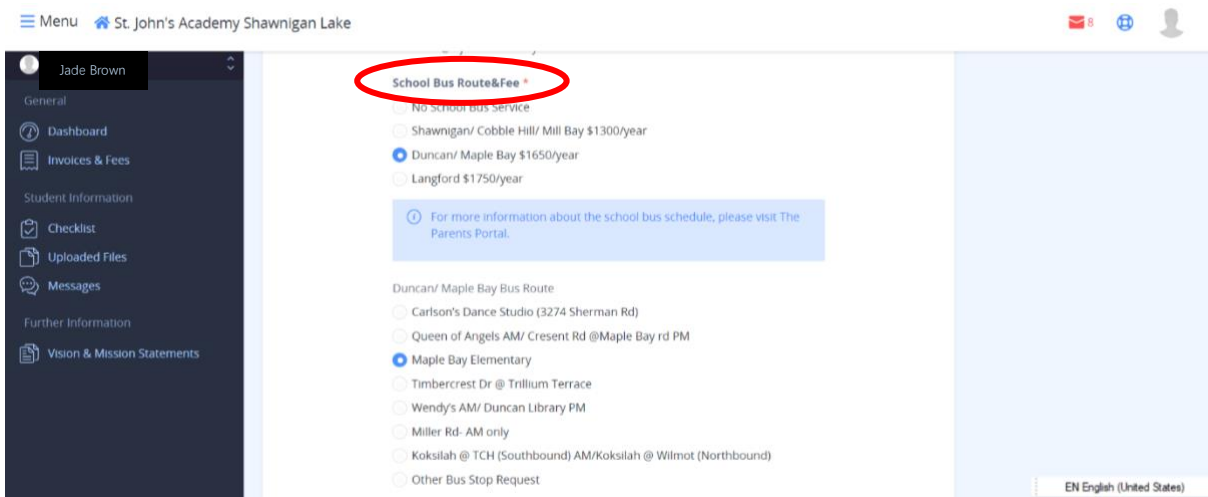 Menu St. John's Academy Shawnigan Lake
8
Jade Brown
General
Dashboard
Invoices & Fees
Student Information
Checklist
Uploaded Files
Messages
Further Information
Vision & Mission Statements
School Bus Route&Fee *
No School Bus Service
Shawnigan/ Cobble Hill/ Mill Bay $1300/year
Duncan/ Maple Bay $1650/year
Langford $1750/year
For more information about the school bus schedule, please visit The
Parents Portal.
Duncan/ Maple Bay Bus Route
Carlson's Dance Studio (3274 Sherman Rd)
Queen of Angels AM/ Cresent Rd @Maple Bay rd PM
Maple Bay Elementary
Timbercrest Dr @ Trillium Terrace
Wendy's AM/ Duncan Library PM
Miller Rd- AM only
Koksilah @ TCH (Southbound) AM/Koksilah @ Wilmot (Northbound)
Other Bus Stop Request
EN English (United States)